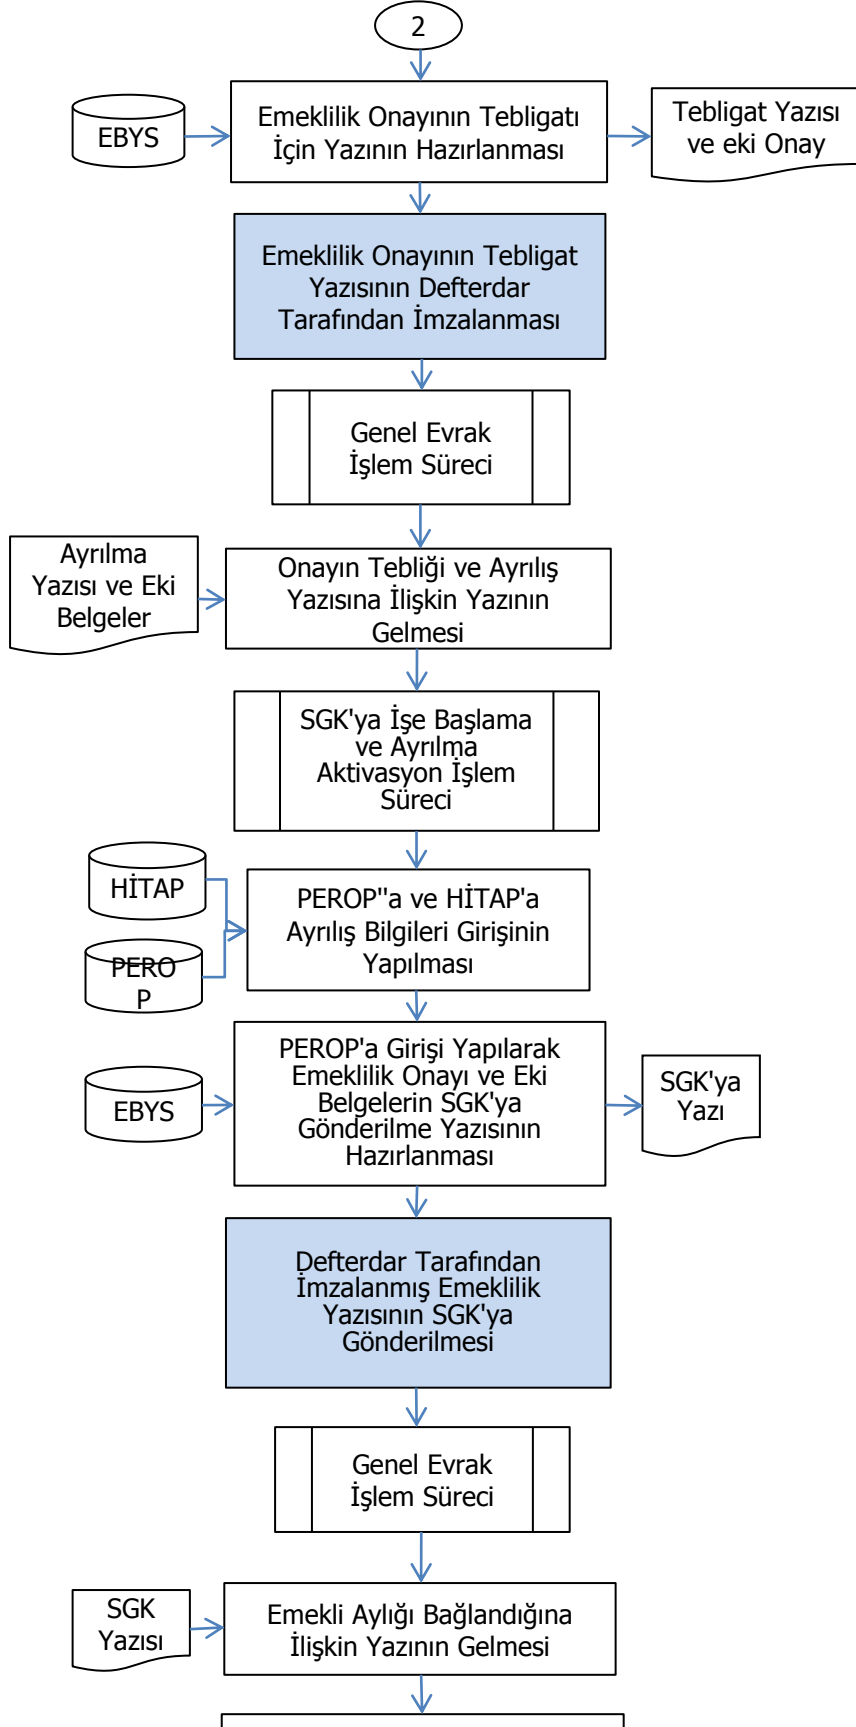 2
EBYS
Emeklilik Onayının Tebligatı
İçin Yazının Hazırlanması
Tebligat Yazısı
ve eki Onay
Emeklilik Onayının Tebligat
Yazısının Defterdar
Tarafından İmzalanması
Genel Evrak
İşlem Süreci
Ayrılma
Yazısı ve Eki
Belgeler
Onayın Tebliği ve Ayrılış
Yazısına İlişkin Yazının
Gelmesi
SGK'ya İşe Başlama
ve Ayrılma
Aktivasyon İşlem
Süreci
HİTAP
PERO
P
PEROP''a ve HİTAP'a
Ayrılış Bilgileri Girişinin
Yapılması
EBYS
PEROP'a Girişi Yapılarak
Emeklilik Onayı ve Eki
Belgelerin SGK'ya
Gönderilme Yazısının
Hazırlanması
SGK'ya
Yazı
Defterdar Tarafından
İmzalanmış Emeklilik
Yazısının SGK'ya
Gönderilmesi
Genel Evrak
İşlem Süreci
SGK
Yazısı
Emekli Aylığı Bağlandığına
İlişkin Yazının Gelmesi